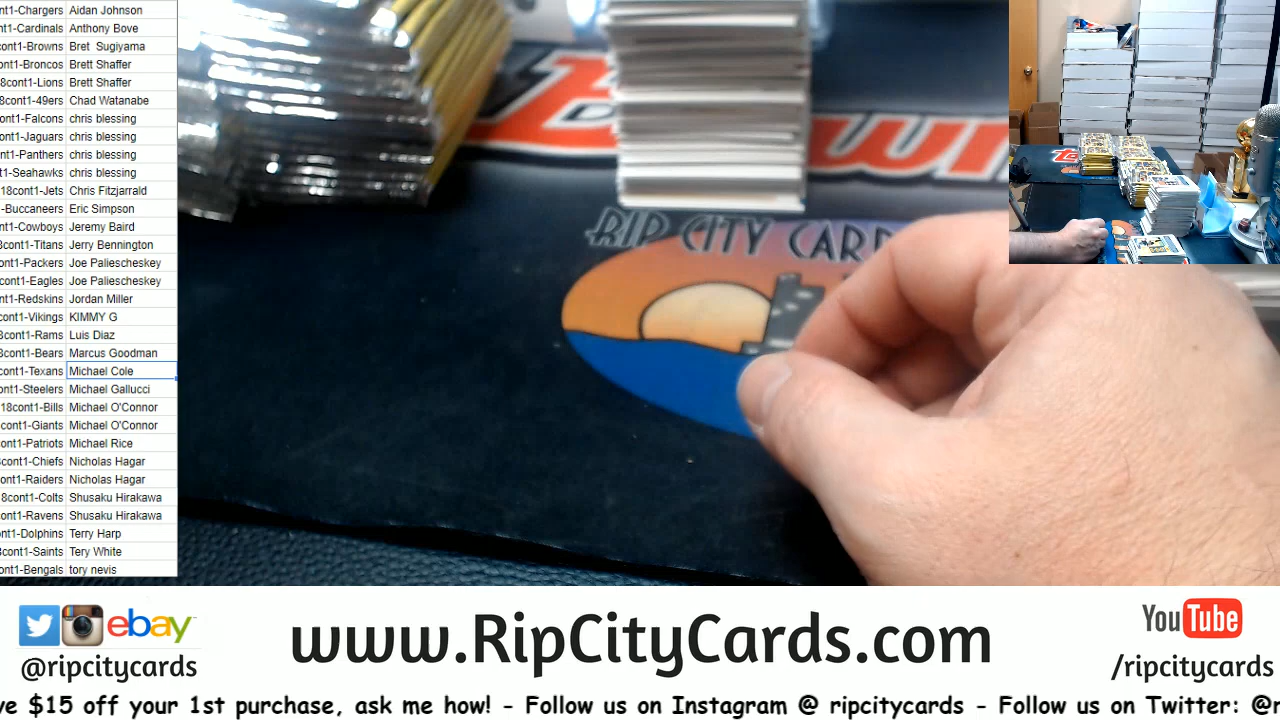 nt1-Chargers Aidan Johnson
nt1-Cardinals Anthony Bove
cont1-Browns Bret Sugiyama
ont1-Broncos Brett Shaffer
8cont1-Lions Brett Shaffer
8cont1-49ers Chad Watanabe
cont1-Falcons chris blessing
ont1-Jaguars chris blessing
nt1-Panthers chris blessing
t1-Seahawks chris blessing
18cont1-Jets Chris Fitzjarrald
-Buccaneers Eric Simpson
t1-Cowboys Jeremy Baird
cont1-Titans Jerry Bennington
nt1-Packers Joe Paliescheskey
cont1-Eagles Joe Paliescheskey
nt1-Redskins Jordan Miller
cont1-Vikings KIMMY G
8cont1-Rams Luis Diaz
8cont1-Bears Marcus Goodman
cont1-Texans Michael Cole
ont1-Steelers Michael Gallucci
18cont1-Bills Michael O'Connor
cont1-Giants Michael O'Connor
ont1-Patriots Michael Rice
8cont1-Chiefs Nicholas Hagar
ont1-Raiders Nicholas Hagar
8cont1-Colts Shusaku Hirakawa
cont1-Ravens Shusaku Hirakawa
nt1-Dolphins Terry Harp
8cont1-Saints Tery White
ont1-Bengals tory nevis
RIP CITY CARD
ebay
@ripcitycards
www.RipCityCards.com
YouTube
/ripcitycards
ve $15 off your 1st purchase, ask me how! - Follow us on Instagram @ ripcitycards - Follow us on Twitter: @r